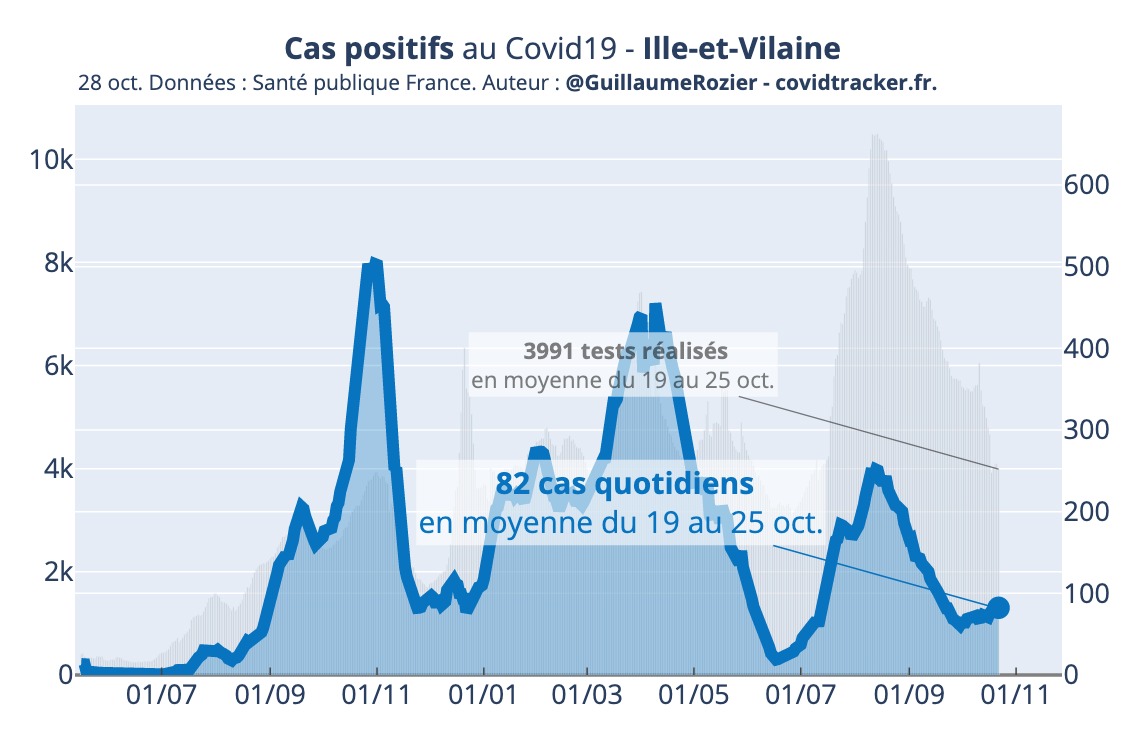 Cas positifs au Covid19 - Ille-et-Vilaine
28 oct. Données : Santé publique France. Auteur : @GuillaumeRozier - covidtracker.fr.
10k
8k
6k
4k
2k
0
600
500
400
300
200
100
0
3991 tests réalisés
en moyenne du 19 au 25 oct.
82 cas quotidiens
en moyenne du 19 au 25 oct.
01/07 01/09 01/11 01/01 01/03 01/05 01/07 01/09 01/11